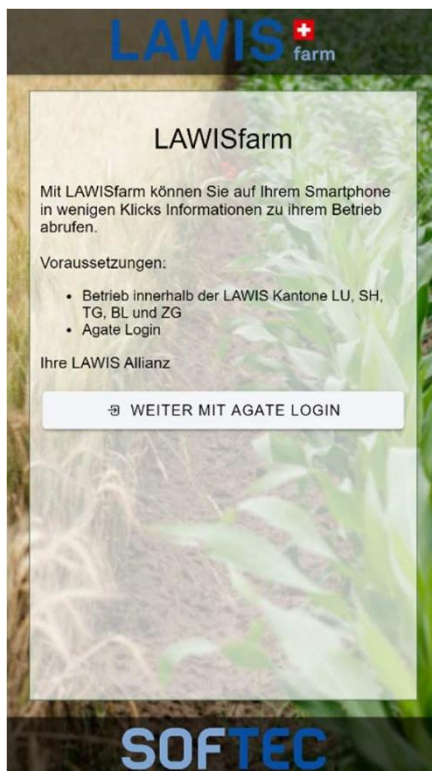 LAWIS
farm
LAWISfarm
Mit LAWISfarm können Sie auf Ihrem Smartphone
in wenigen Klicks Informationen zu ihrem Betrieb
abrufen.
Voraussetzungen:
• Betrieb innerhalb der LAWIS Kantone LU, SH,
TG, BL und ZG
• Agate Login
Ihre LAWIS Allianz
WEITER MIT AGATE LOGIN
SOFTEC